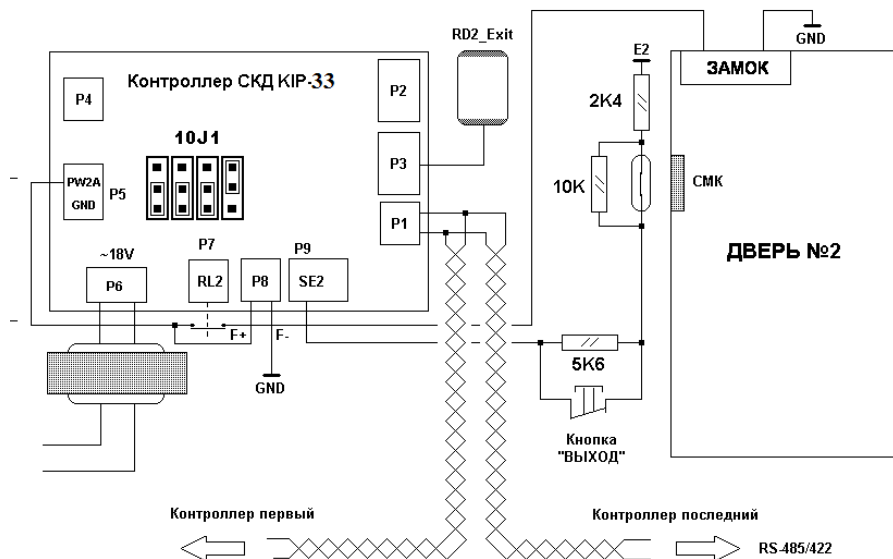 RD2_Exit
GND
E2
ЗАМОК
Контроллер СКД KIP-33
P4
P2
2K4
10J1
P3
10K
СМК
PW2A
GND
P5
P1
ДВЕРЬ №2
~18V
P7
P9
P6
RL2
P8
SE2
F+
F-
5K6
GND
Кнопка
"ВЫХОД"
Контроллер первый
Контроллер последний
RS-485/422